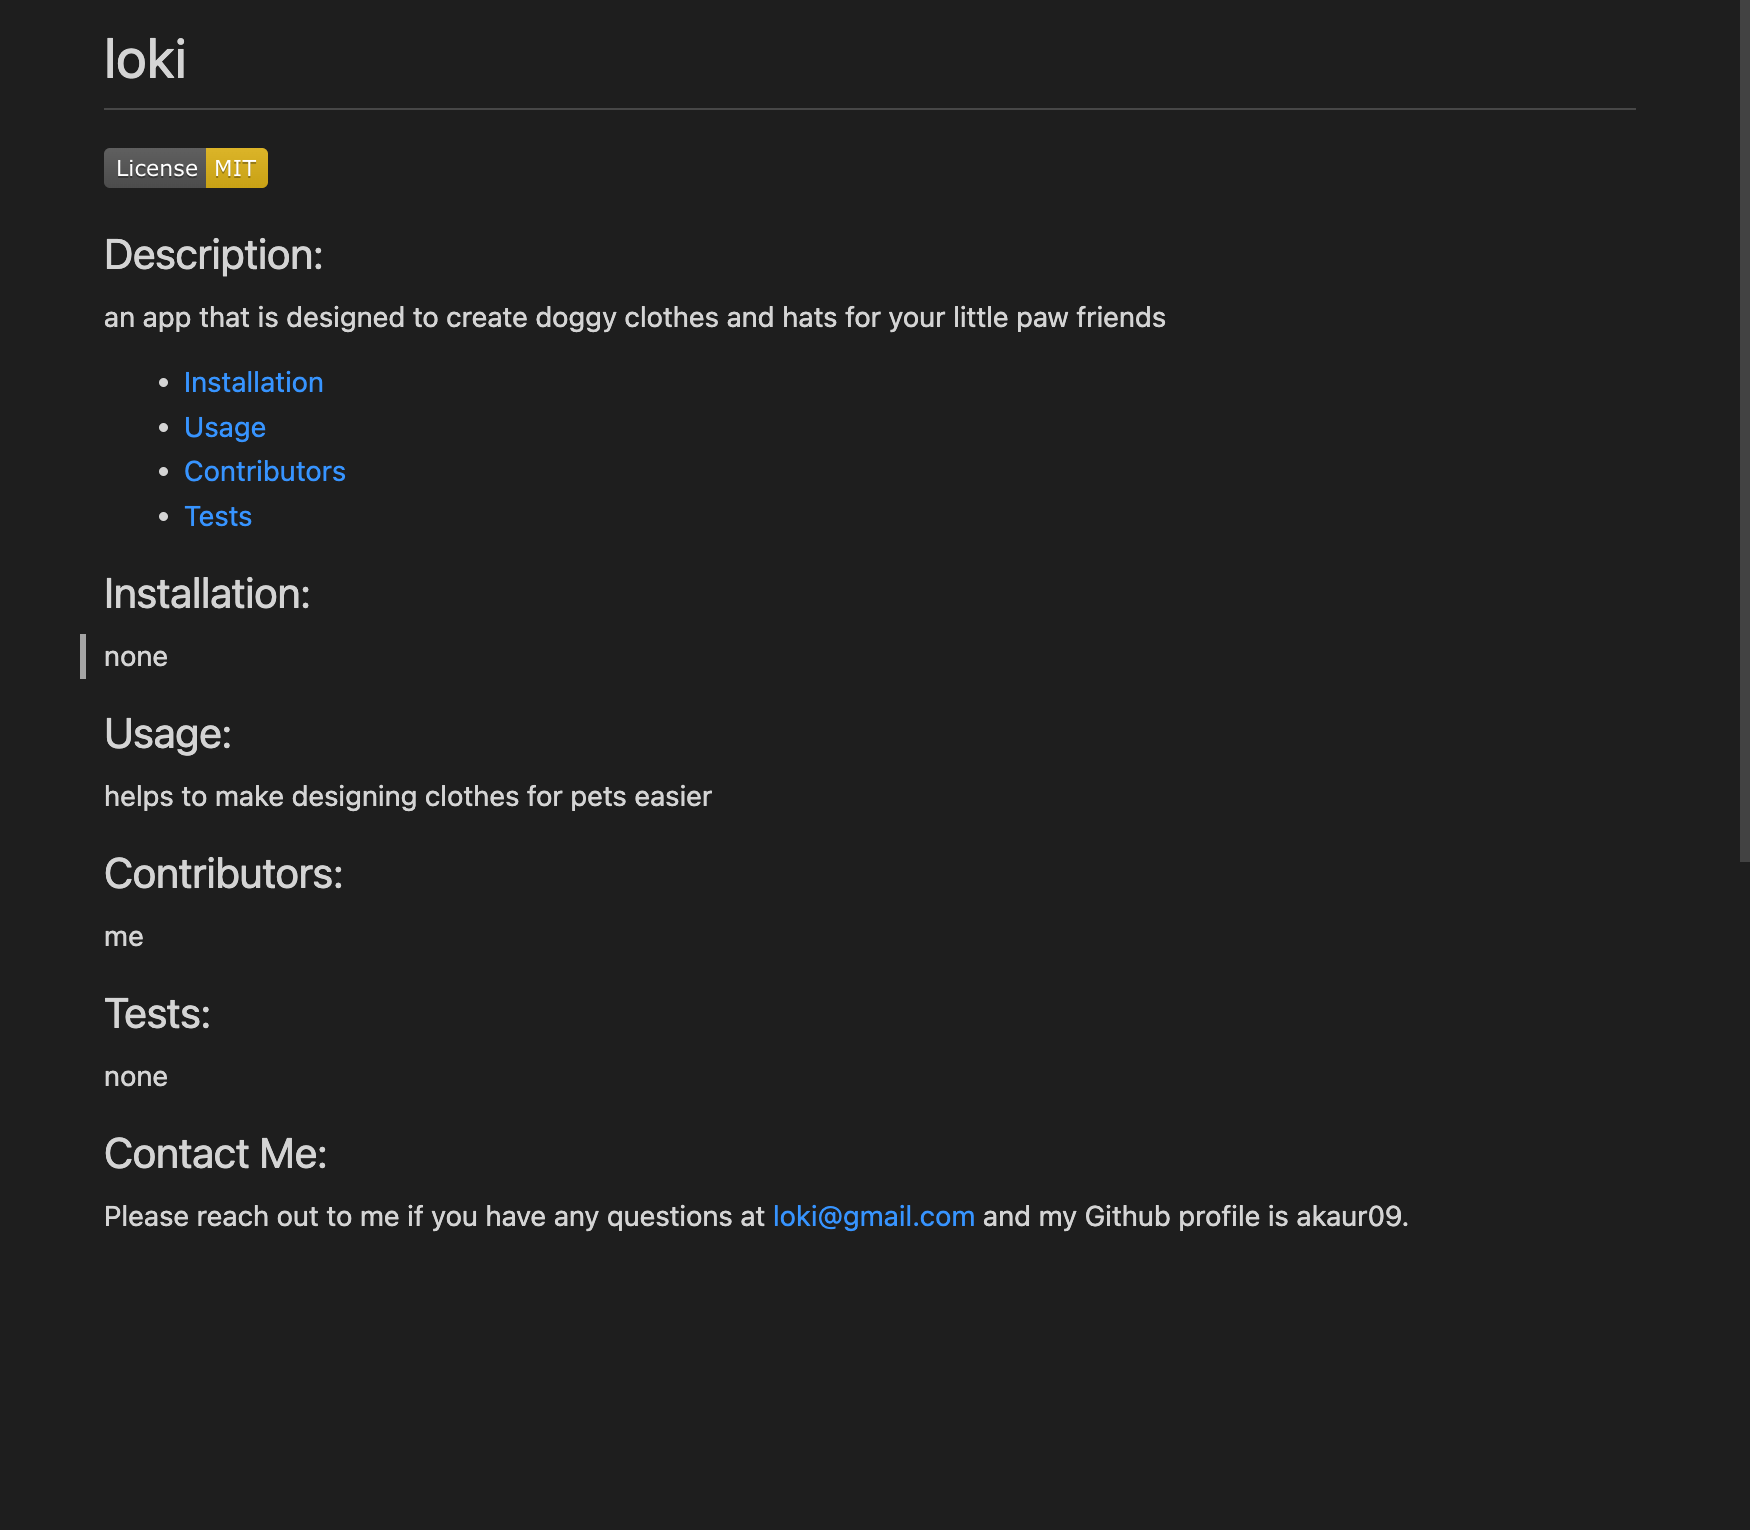 loki
License MIT
Description:
an app that is designed to create doggy clothes and hats for your little paw friends
Installation
Usage
Contributors
Tests
Installation:
none
Usage:
helps to make designing clothes for pets easier
Contributors:
me
Tests:
none
Contact Me:
Please reach out to me if you have any questions at loki@gmail.com and my Github profile is akaur09.